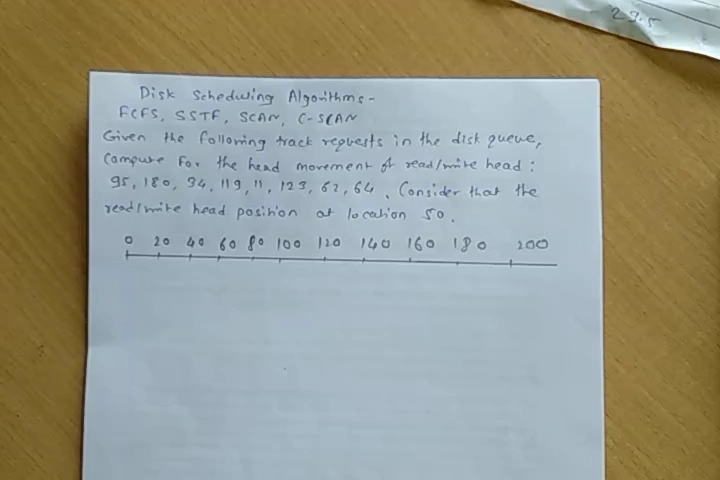 29.5
Disk Scheduling Algorithms-
FCFS, SSTF, SCAN, C-SCAN
Given the following track requests in the disk queue,
compute for the head movement of read/write head :
95, 180, 34, 119, 11, 123, 62, 64. Consider that the
read/write head position at location 50.
0 20 40 60 80 100 120 140 160 180 200